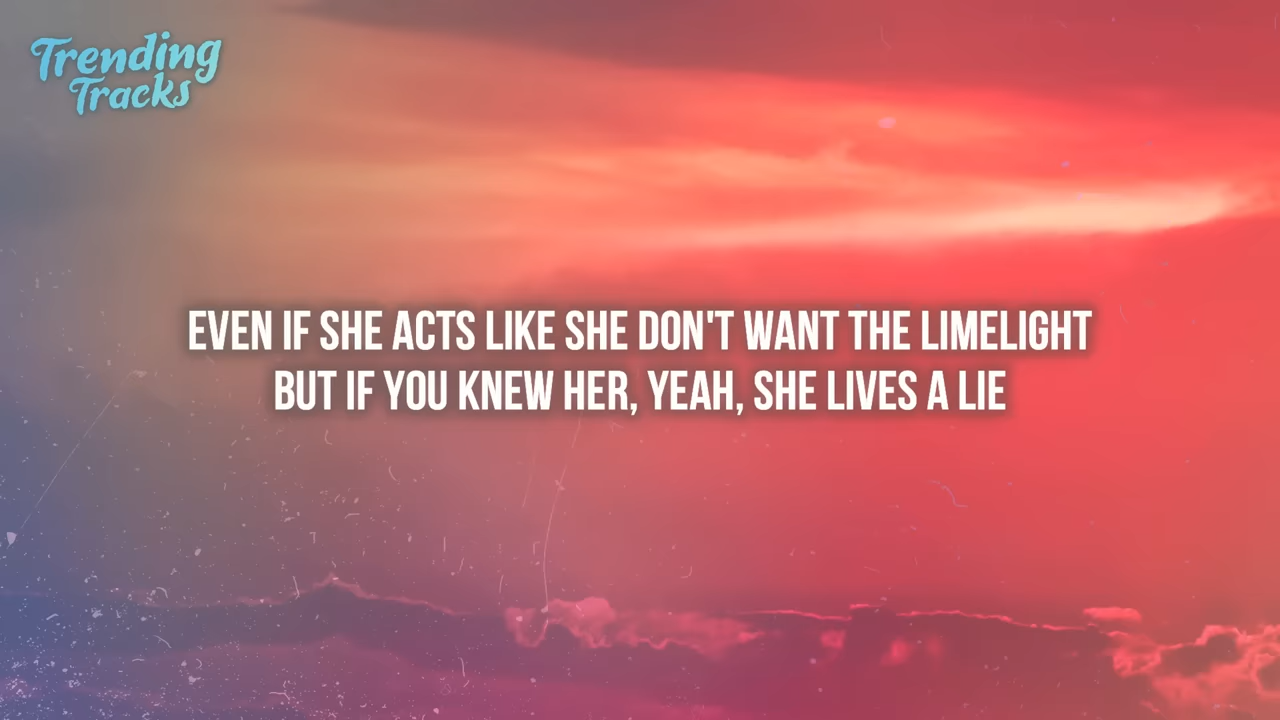 Trending
Tracks
EVEN IF SHE ACTS LIKE SHE DON'T WANT THE LIMELIGHT
BUT IF YOU KNEW HER, YEAH, SHE LIVES A LIE